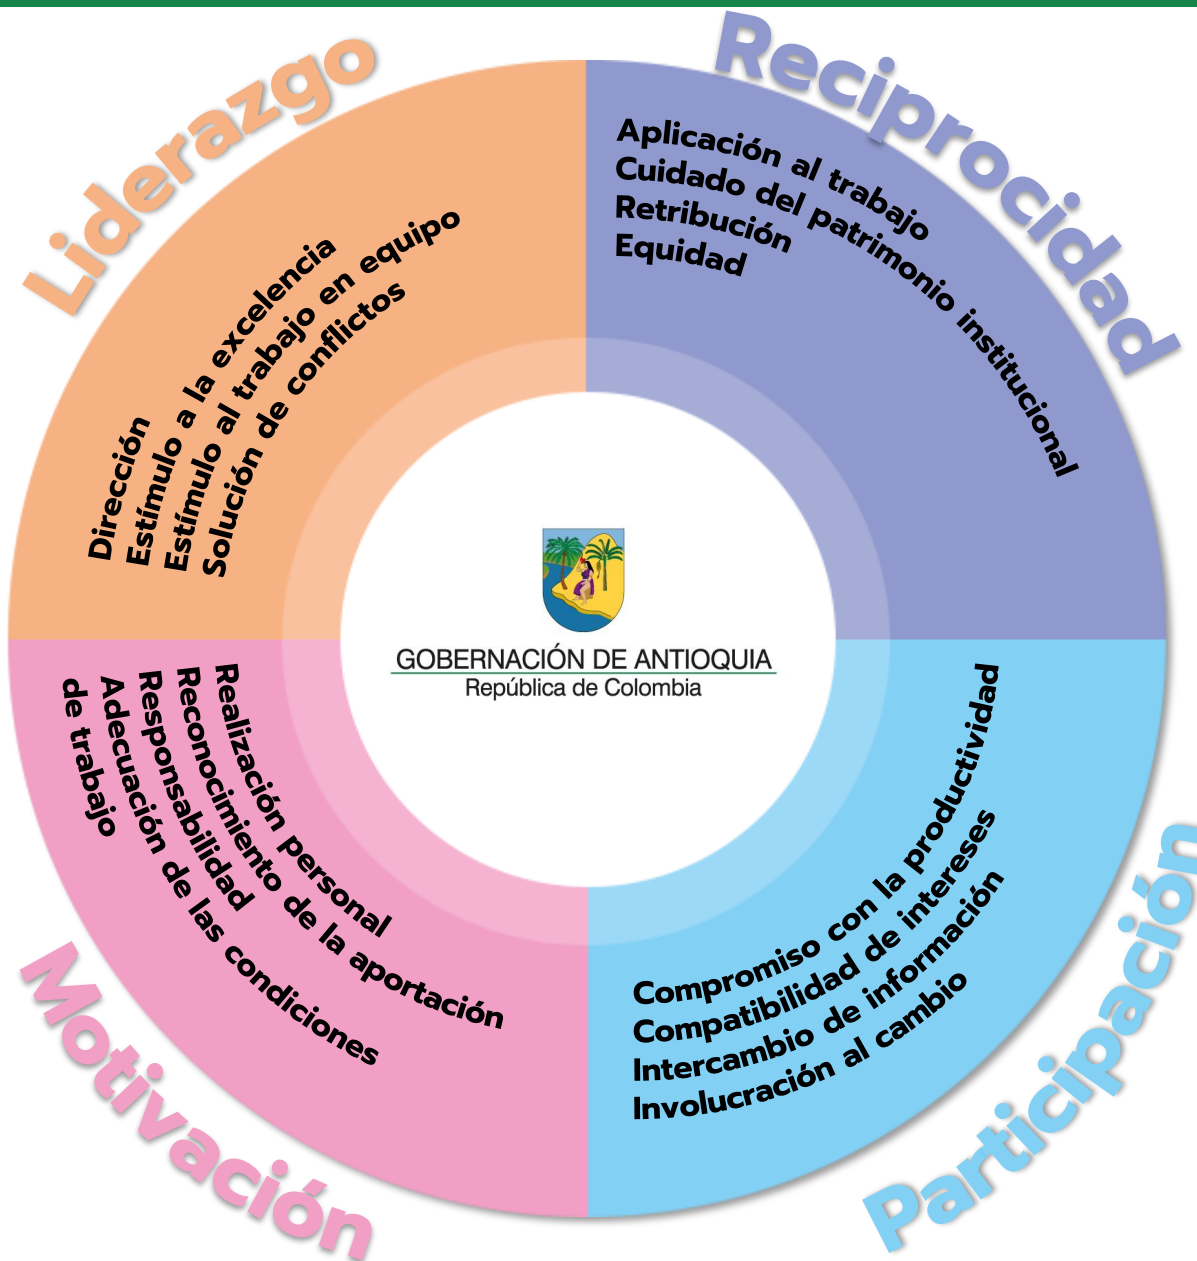 Liderazgo
Dirección
Estímulo a la excelencia
Estímulo al trabajo en equipo
Solución de conflictos
Reciprocidad
Aplicación al trabajo
Cuidado del patrimonio institucional
Retribución
Equidad
GOBERNACIÓN DE ANTIOQUIA
República de Colombia
Motivación
Realización personal
Reconocimiento de la aportación
Responsabilidad
Adecuación de las condiciones
de trabajo
Participación
Compromiso con la productividad
Compatibilidad de intereses
Intercambio de información
Involucración al cambio